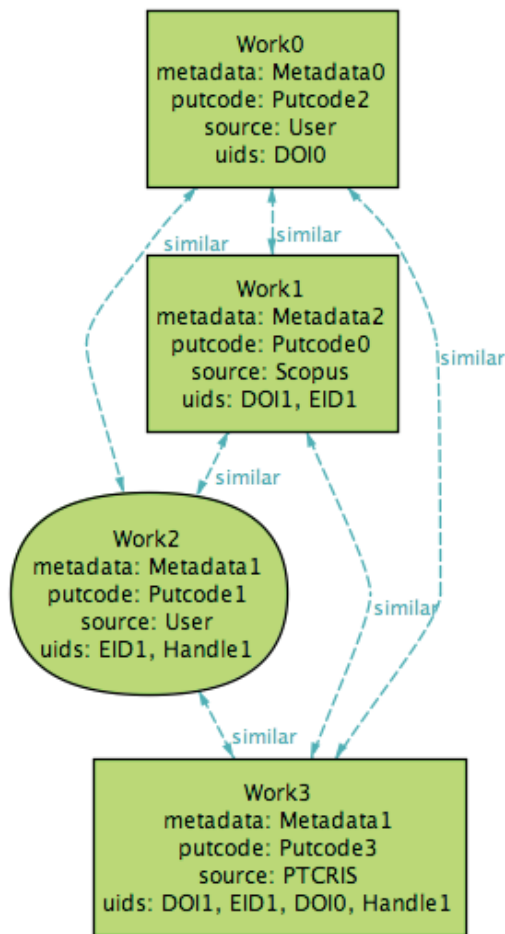 Work0
metadata: Metadata0
putcode: Putcode2
source: User
uids: DOI0
similar
similar
Work1
metadata: Metadata2
putcode: Putcode0
source: Scopus
uids: DOI1, EID1
similar
similar
Work2
metadata: Metadata1
putcode: Putcode1
source: User
uids: EID1, Handle1
similar
similar
Work3
metadata: Metadata1
putcode: Putcode3
source: PTCRIS
uids: DOI1, EID1, DOI0, Handle1